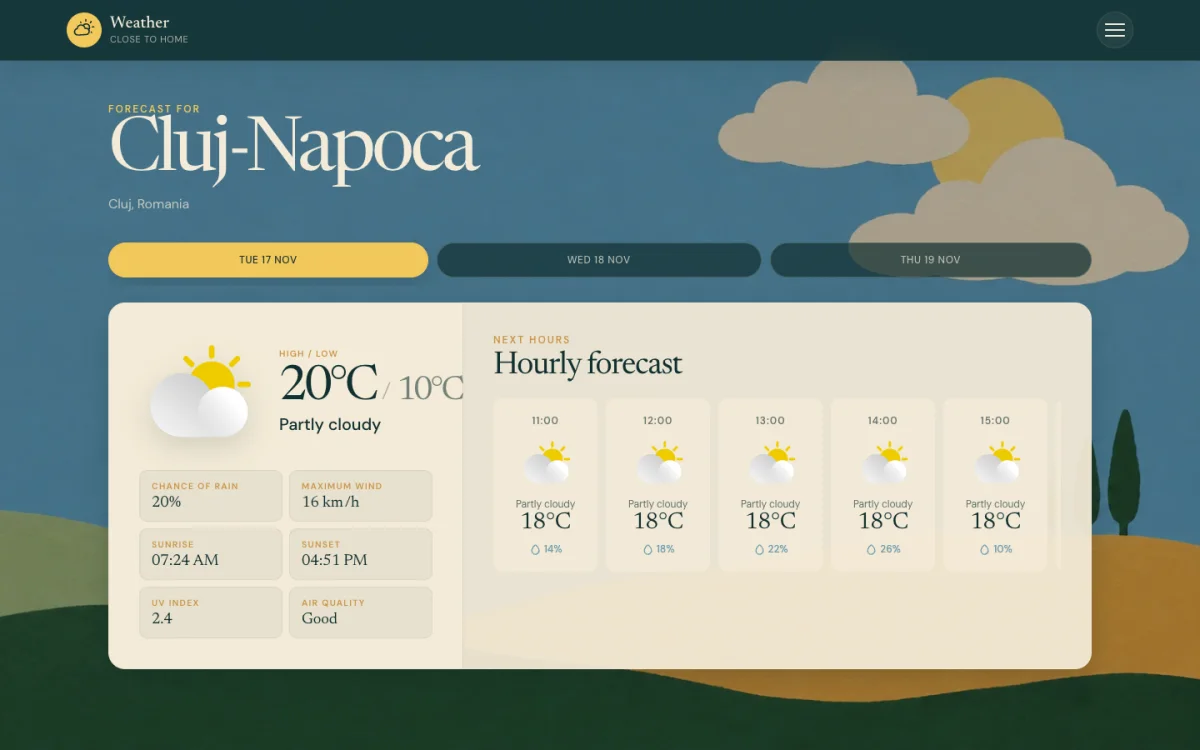 Weather
CLOSE TO HOME
FORECAST FOR
Cluj-Napoca
Cluj, Romania
TUE 17 NOV
WED 18 NOV
THU 19 NOV
HIGH / LOW
20°C / 10°C
Partly cloudy
CHANCE OF RAIN
20%
MAXIMUM WIND
16 km/h
SUNRISE
07:24 AM
SUNSET
04:51 PM
UV INDEX
2.4
AIR QUALITY
Good
NEXT HOURS
Hourly forecast
11:00
Partly cloudy
18°C
14%
12:00
Partly cloudy
18°C
18%
13:00
Partly cloudy
18°C
22%
14:00
Partly cloudy
18°C
26%
15:00
Partly cloudy
18°C
10%